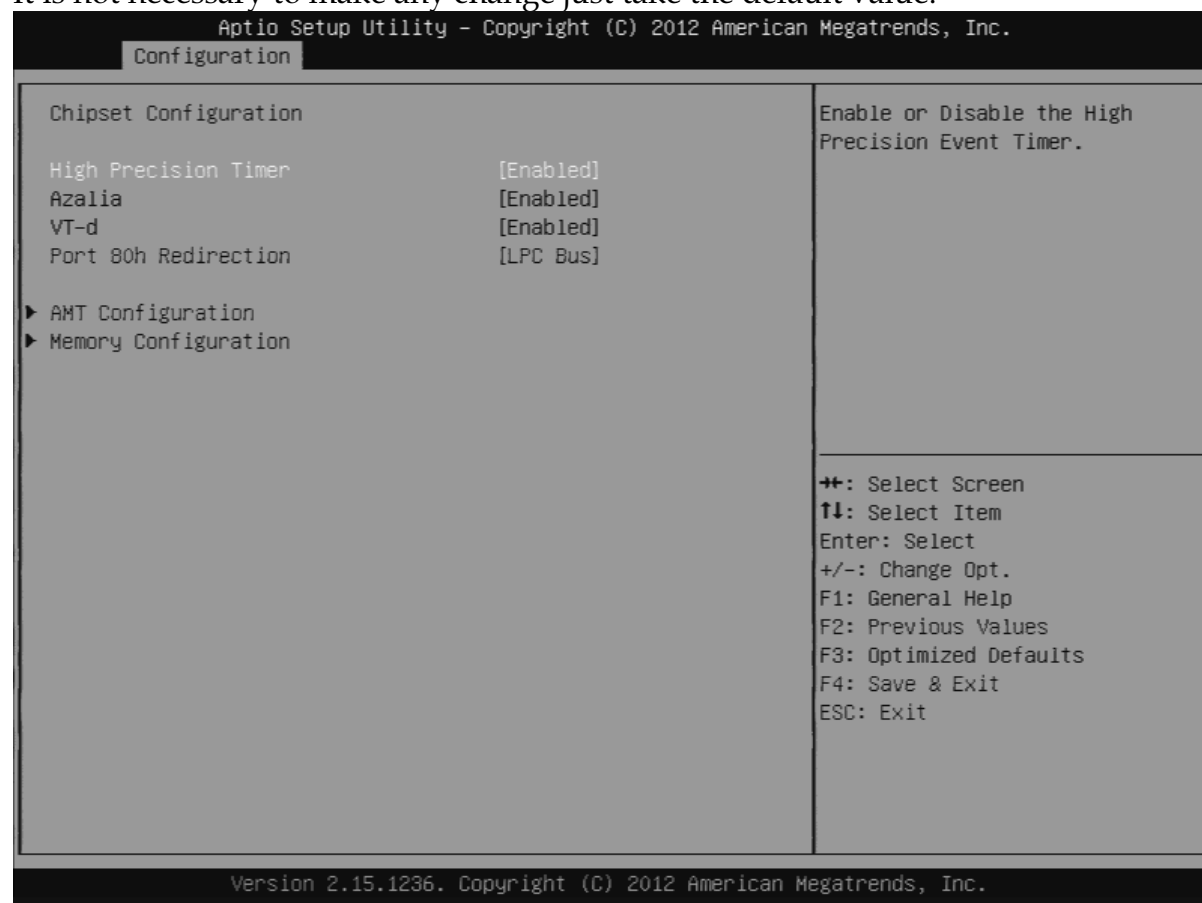 It is not necessary to make any change just take the default value.
Aptio Setup Utility – Copyright (C) 2012 American Megatrends, Inc.
Configuration
Chipset Configuration
High Precision Timer [Enabled]
Azalia [Enabled]
VT-d [Enabled]
Port 80h Redirection [LPC Bus]
▶ AMT Configuration
▶ Memory Configuration
Enable or Disable the High
Precision Event Timer.
→←: Select Screen
↑↓: Select Item
Enter: Select
+/-: Change Opt.
F1: General Help
F2: Previous Values
F3: Optimized Defaults
F4: Save & Exit
ESC: Exit
Version 2.15.1236. Copyright (C) 2012 American Megatrends, Inc.